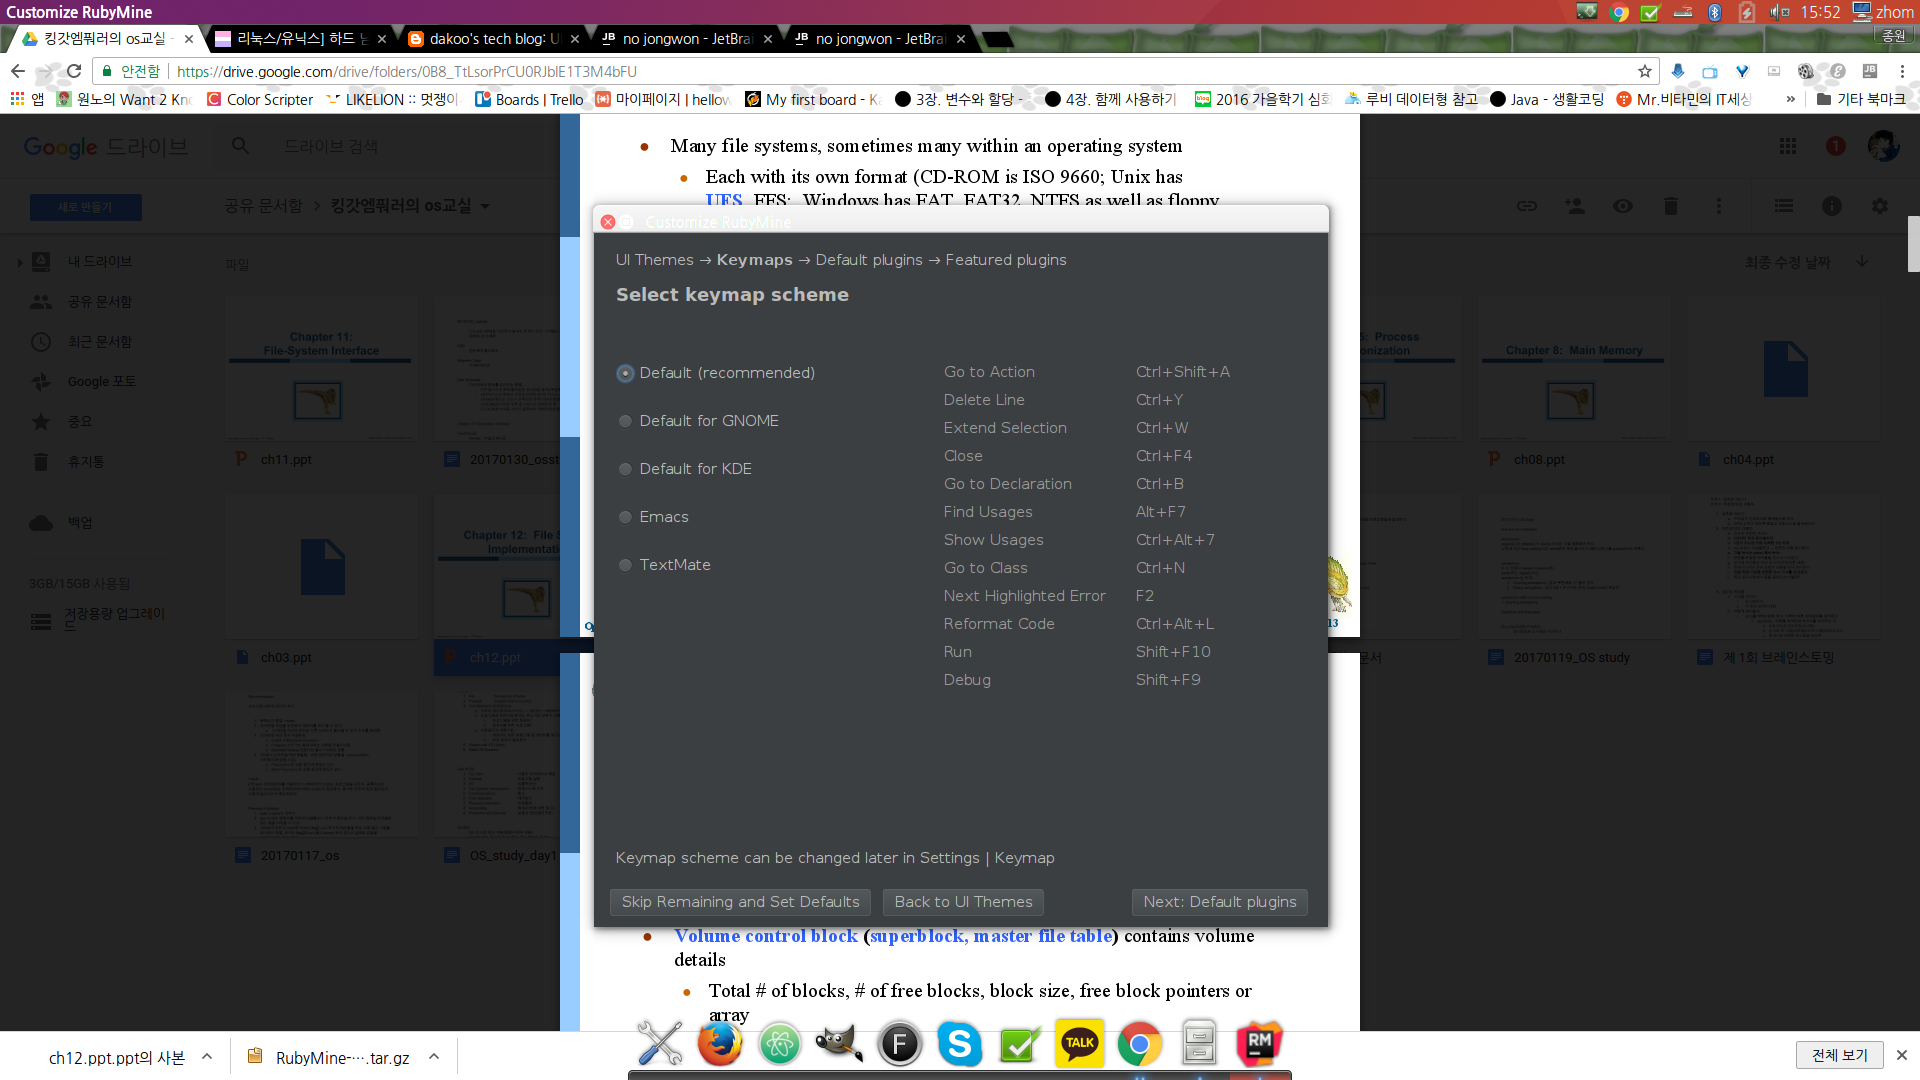 Customize RubyMine
15:52 zhom
킹갓엠퍼러의 os교실 -
리눅스/유닉스] 하드
dakoo's tech blog: U
no jongwon - JetBrai
no jongwon - JetBrai
종원
안전함 https://drive.google.com/drive/folders/0B8_TtLsorPrCU0RJblE1T3M4bFU
앱 원노의 Want 2 Kno Color Scripter LIKELION :: 멋쟁이 Boards | Trello 마이페이지 | hellow My first board - Ka 3장. 변수와 할당 - 4장. 함께 사용하기 2016 가을학기 심화 루비 데이터형 참고 Java - 생활코딩 Mr.비타민의 IT세상 » 기타 북마크
Google 드라이브
드라이브 검색
1
새로 만들기
공유 문서함 > 킹갓엠퍼러의 os교실
내 드라이브
공유 문서함
최근 문서함
Google 포토
중요
휴지통
백업
3GB/15GB 사용됨
저장용량 업그레이
드
파일
최종 수정 날짜
Chapter 11:
File-System Interface
ch11.ppt
20170130_osst
5: Process
onization
Chapter 8: Main Memory
ch08.ppt
ch04.ppt
ch03.ppt
Chapter 12: File S
Implementati
ch12.ppt
문서
20170119_OS study
제 1회 브레인스토밍
20170117_os
OS_study_day1
Many file systems, sometimes many within an operating system
Each with its own format (CD-ROM is ISO 9660; Unix has
UFS, FFS; Windows has FAT, FAT32, NTFS as well as floppy,
Customize RubyMine
UI Themes → Keymaps → Default plugins → Featured plugins
Select keymap scheme
Default (recommended)
Default for GNOME
Default for KDE
Emacs
TextMate
Go to Action Ctrl+Shift+A
Delete Line Ctrl+Y
Extend Selection Ctrl+W
Close Ctrl+F4
Go to Declaration Ctrl+B
Find Usages Alt+F7
Show Usages Ctrl+Alt+7
Go to Class Ctrl+N
Next Highlighted Error F2
Reformat Code Ctrl+Alt+L
Run Shift+F10
Debug Shift+F9
Keymap scheme can be changed later in Settings | Keymap
Skip Remaining and Set Defaults
Back to UI Themes
Next: Default plugins
Op
13
Volume control block (superblock, master file table) contains volume
details
Total # of blocks, # of free blocks, block size, free block pointers or
array
TALK
RM
ch12.ppt.ppt의 사본
RubyMine-....tar.gz
전체 보기